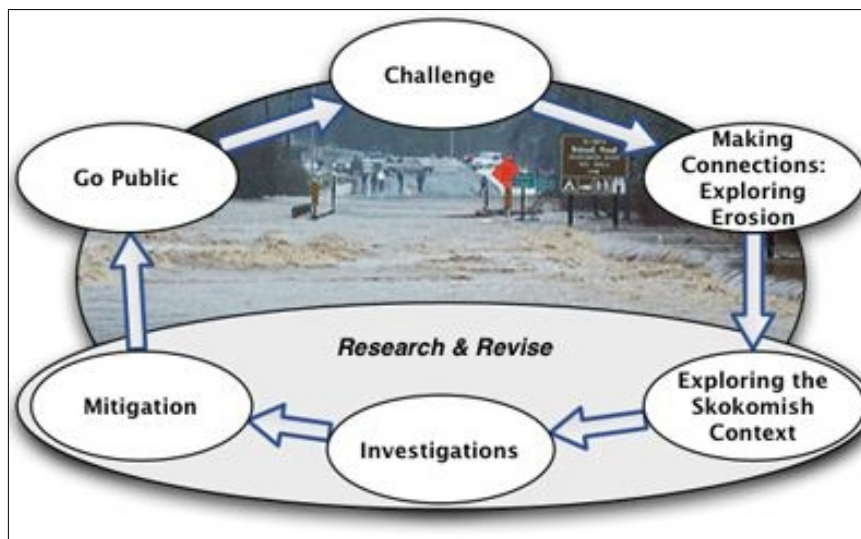 Challenge
Making
Connections:
Exploring
Erosion
Go Public
Research & Revise
Exploring the
Skokomish
Context
Mitigation
Investigations